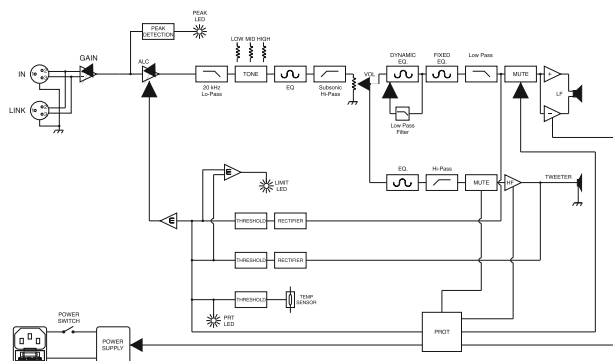 PEAK
LED
PEAK
DETECTION
LOW MID HIGH
GAIN
ALC
IN
LINK
20 kHz
Lo-Pass
TONE
EQ
Subsonic
Hi-Pass
VOL
DYNAMIC
EQ.
FIXED
EQ.
Low Pass
MUTE
+
−
LF
Low Pass
Filter
EQ.
Hi-Pass
MUTE
HF
TWEETER
LIMIT
LED
THRESHOLD
RECTIFIER
THRESHOLD
RECTIFIER
THRESHOLD
TEMP
SENSOR
PRT
LED
POWER
SWITCH
POWER
SUPPLY
PROT